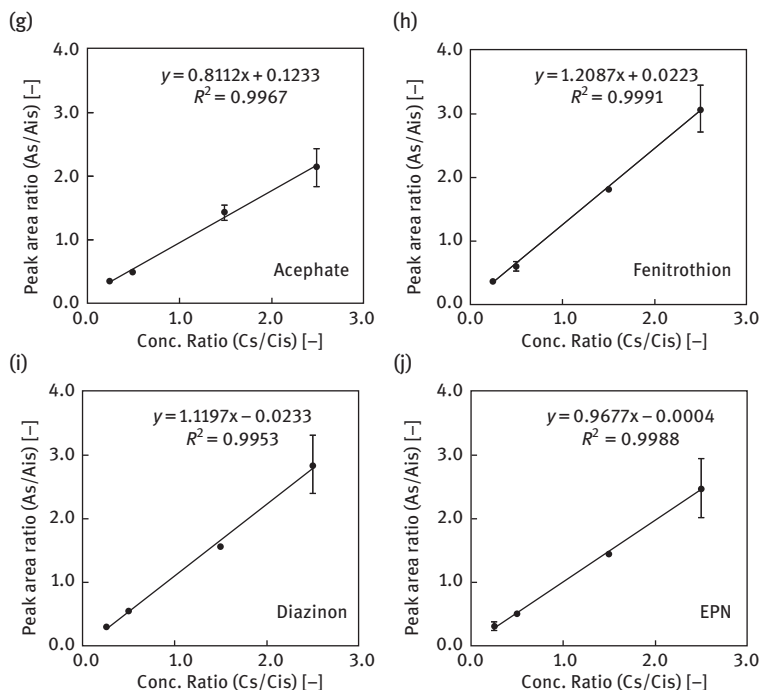 (g)
4.0
3.0
2.0
1.0
0.0
Peak area ratio (As/Ais) [–]
y = 0.8112x + 0.1233
R² = 0.9967
Acephate
0.0 1.0 2.0 3.0
Conc. Ratio (Cs/Cis) [–]
(h)
4.0
3.0
2.0
1.0
0.0
Peak area ratio (As/Ais) [–]
y = 1.2087x + 0.0223
R² = 0.9991
Fenitrothion
0.0 1.0 2.0 3.0
Conc. Ratio (Cs/Cis) [–]
(i)
4.0
3.0
2.0
1.0
0.0
Peak area ratio (As/Ais) [–]
y = 1.1197x – 0.0233
R² = 0.9953
Diazinon
0.0 1.0 2.0 3.0
Conc. Ratio (Cs/Cis) [–]
(j)
4.0
3.0
2.0
1.0
0.0
Peak area ratio (As/Ais) [–]
y = 0.9677x – 0.0004
R² = 0.9988
EPN
0.0 1.0 2.0 3.0
Conc. Ratio (Cs/Cis) [–]